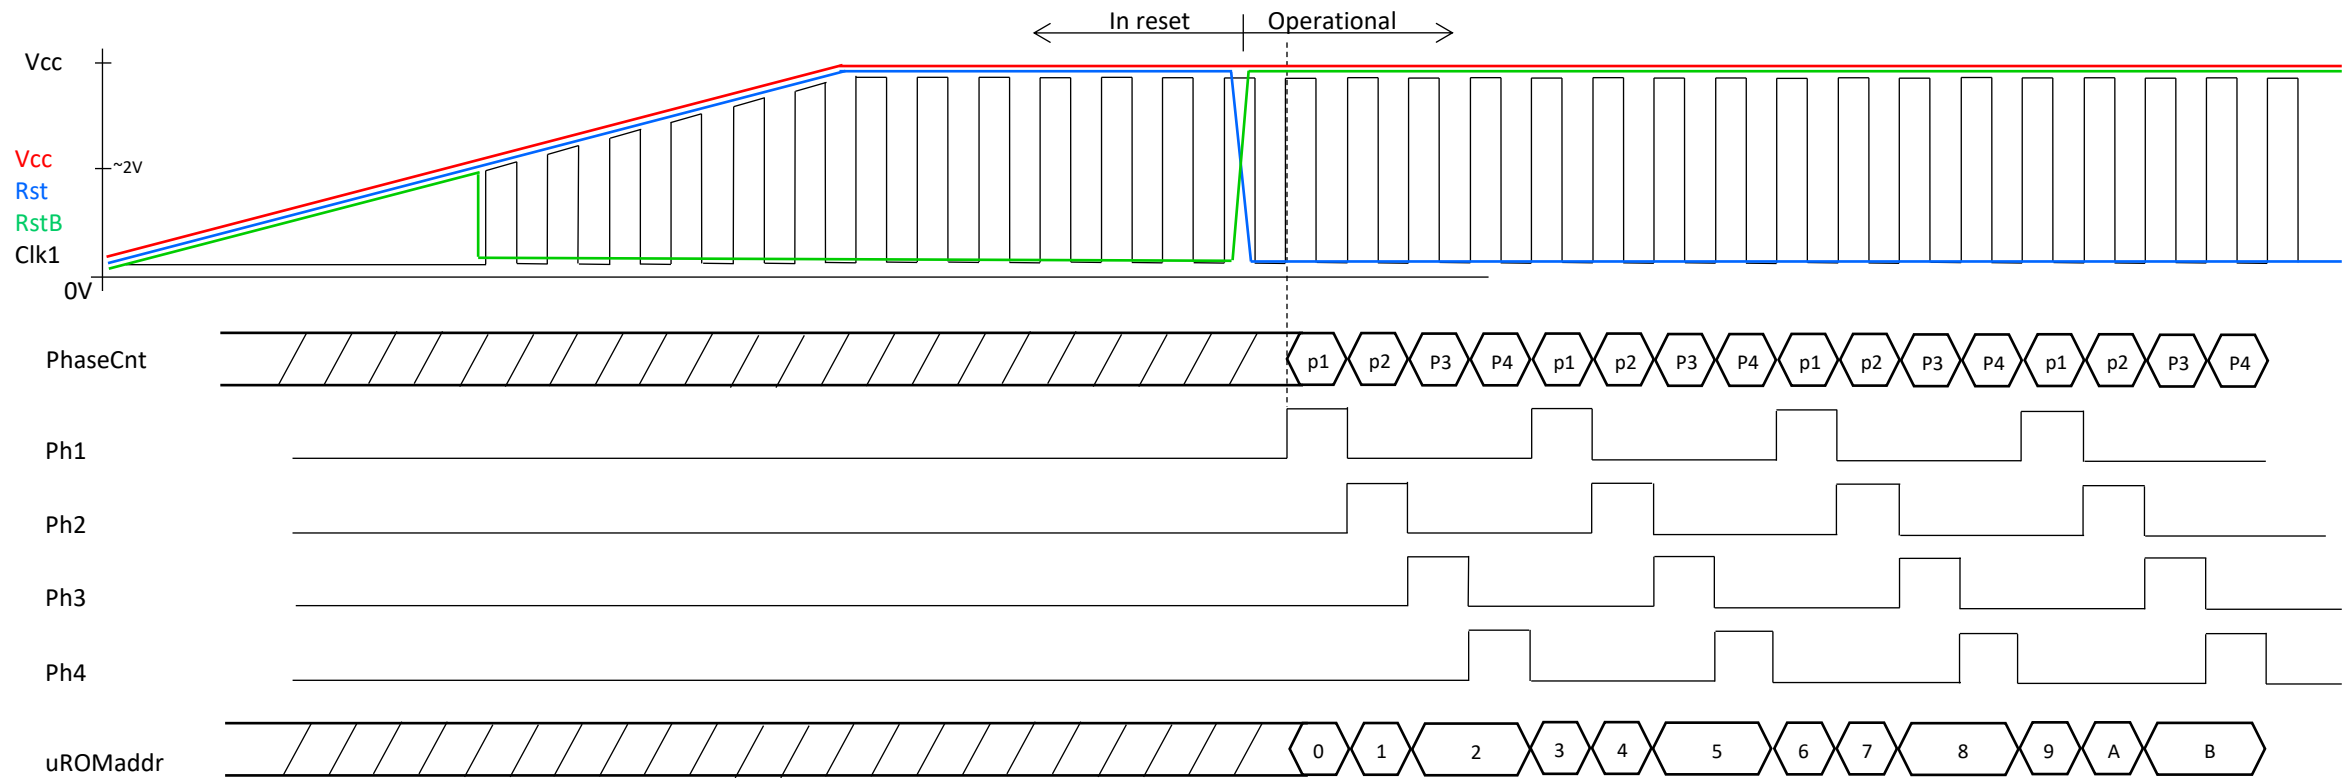 In reset Operational
Vcc
~2V
Vcc
Rst
RstB
Clk1
0V
PhaseCnt p1 p2 P3 P4 p1 p2 P3 P4 p1 p2 P3 P4 p1 p2 P3 P4
Ph1
Ph2
Ph3
Ph4
uROMaddr 0 1 2 3 4 5 6 7 8 9 A B